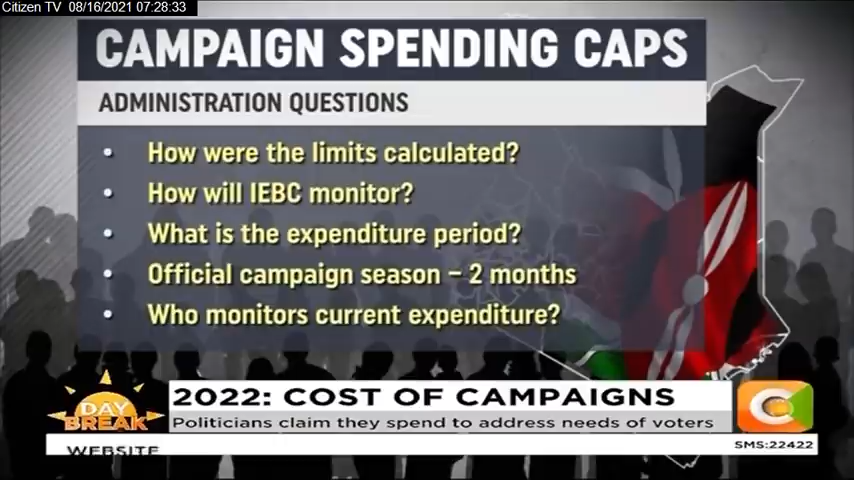 Citizen TV 08/16/2021 07:28:33
CAMPAIGN SPENDING CAPS
ADMINISTRATION QUESTIONS
• How were the limits calculated?
• How will IEBC monitor?
• What is the expenditure period?
• Official campaign season – 2 months
• Who monitors current expenditure?
DAY BREAK
2022: COST OF CAMPAIGNS
Politicians claim they spend to address needs of voters
WEBSITE
SMS:22422